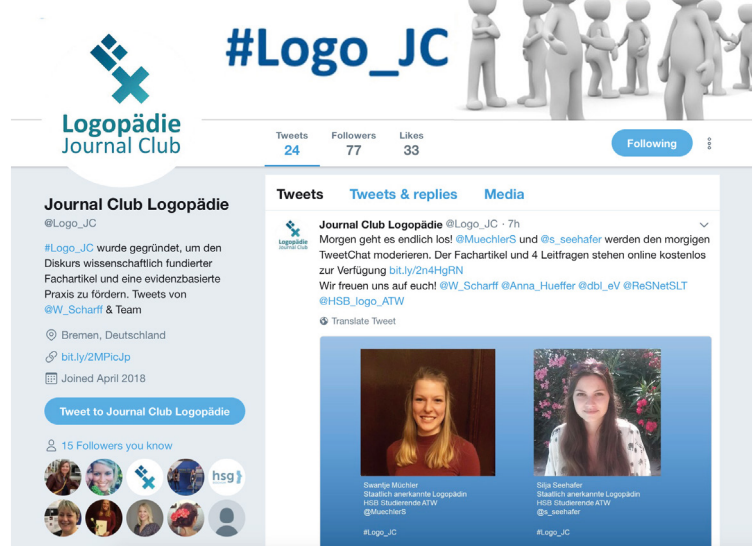 #Logo_JC
Logopädie
Journal Club
Tweets
24
Followers
77
Likes
33
Following
Journal Club Logopädie
@Logo_JC
#Logo_JC wurde gegründet, um den
Diskurs wissenschaftlich fundierter
Fachartikel und eine evidenzbasierte
Praxis zu fördern. Tweets von
@W_Scharff & Team
Bremen, Deutschland
bit.ly/2MPicJp
Joined April 2018
Tweet to Journal Club Logopädie
15 Followers you know
hsg
Tweets
Tweets & replies
Media
Logopädie
Journal Club
Journal Club Logopädie @Logo_JC · 7h
Morgen geht es endlich los! @MuechlerS und @s_seehafer werden den morgigen
TweetChat moderieren. Der Fachartikel und 4 Leitfragen stehen online kostenlos
zur Verfügung bit.ly/2n4HgRN
Wir freuen uns auf euch! @W_Scharff @Anna_Hueffer @dbl_eV @ReSNetSLT
@HSB_logo_ATW
Translate Tweet
Swantje Müchler
Staatlich anerkannte Logopädin
HSB Studierende ATW
@MuechlerS
#Logo_JC
Silja Seehafer
Staatlich anerkannte Logopädin
HSB Studierende ATW
@s_seehafer
#Logo_JC